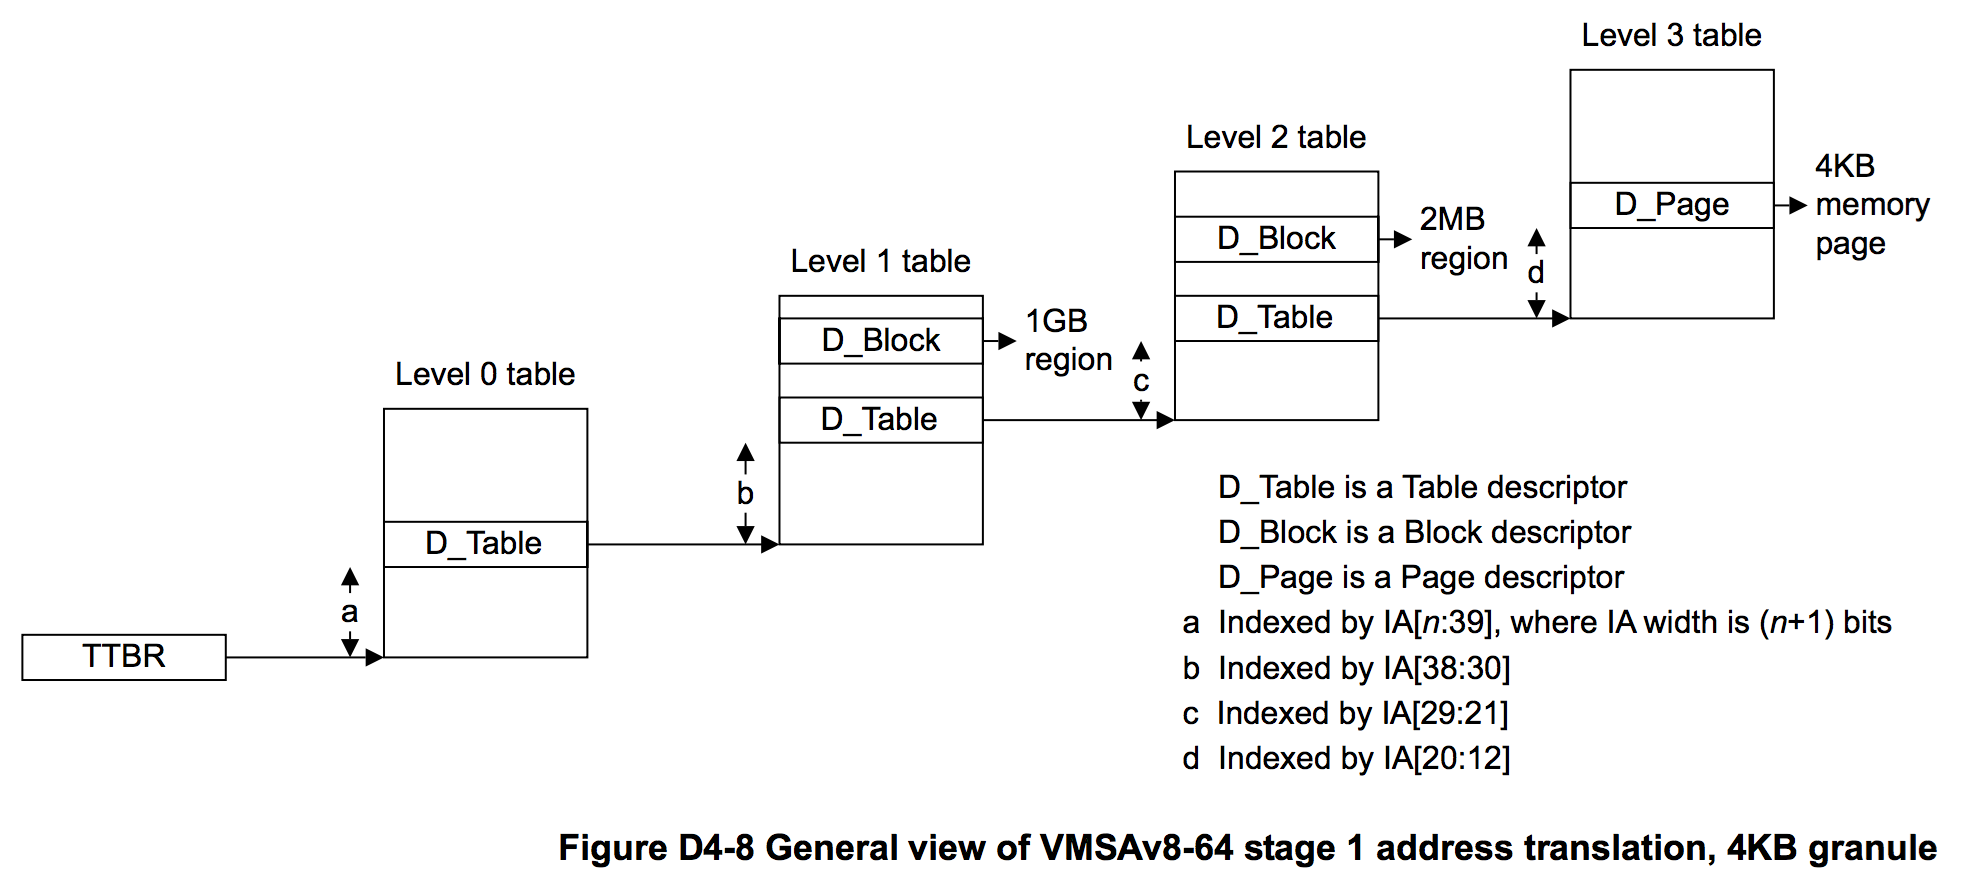 Level 3 table
4KB
memory
page
D_Page
Level 2 table
D_Block
2MB
region
d
D_Table
Level 1 table
D_Block
1GB
region
c
D_Table
Level 0 table
b
D_Table
a
TTBR
D_Table is a Table descriptor
D_Block is a Block descriptor
D_Page is a Page descriptor
a Indexed by IA[n:39], where IA width is (n+1) bits
b Indexed by IA[38:30]
c Indexed by IA[29:21]
d Indexed by IA[20:12]
Figure D4-8 General view of VMSAv8-64 stage 1 address translation, 4KB granule